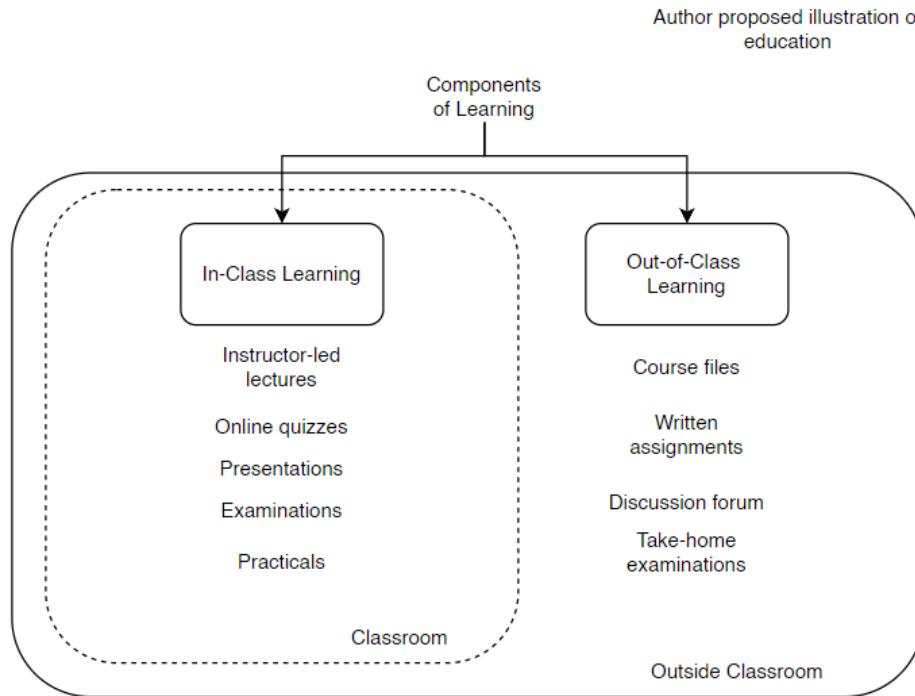 Author proposed illustration o
education
Components
of Learning
In-Class Learning
Instructor-led
lectures
Online quizzes
Presentations
Examinations
Practicals
Classroom
Out-of-Class
Learning
Course files
Written
assignments
Discussion forum
Take-home
examinations
Outside Classroom